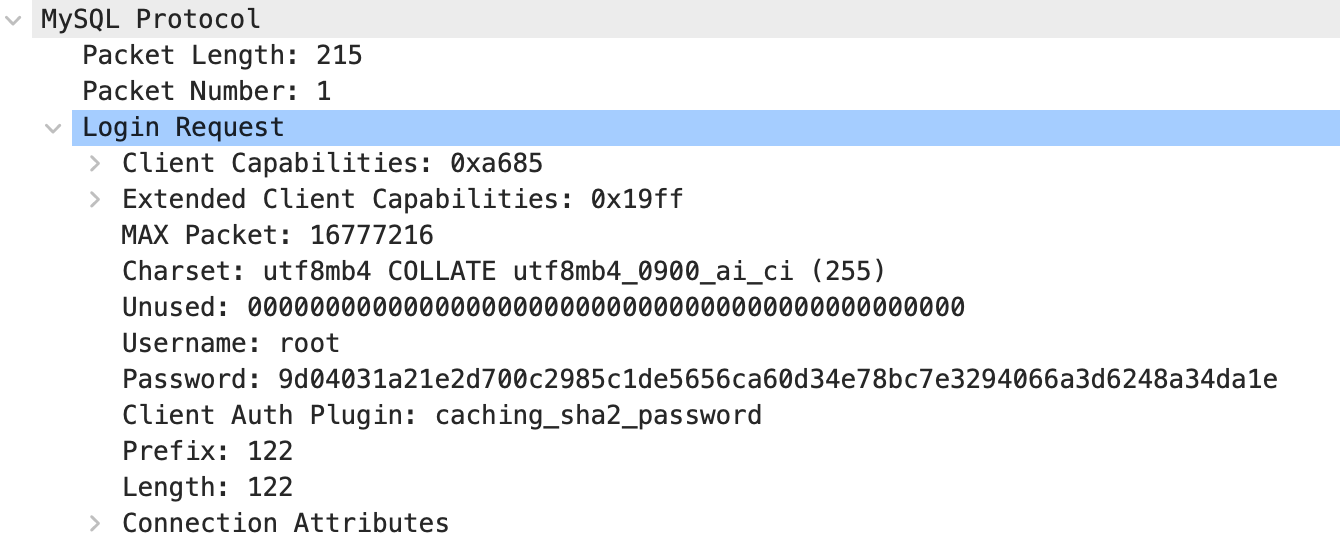 MySQL Protocol
Packet Length: 215
Packet Number: 1
Login Request
Client Capabilities: 0xa685
Extended Client Capabilities: 0x19ff
MAX Packet: 16777216
Charset: utf8mb4 COLLATE utf8mb4_0900_ai_ci (255)
Unused: 0000000000000000000000000000000000000000000000
Username: root
Password: 9d04031a21e2d700c2985c1de5656ca60d34e78bc7e3294066a3d6248a34da1e
Client Auth Plugin: caching_sha2_password
Prefix: 122
Length: 122
Connection Attributes